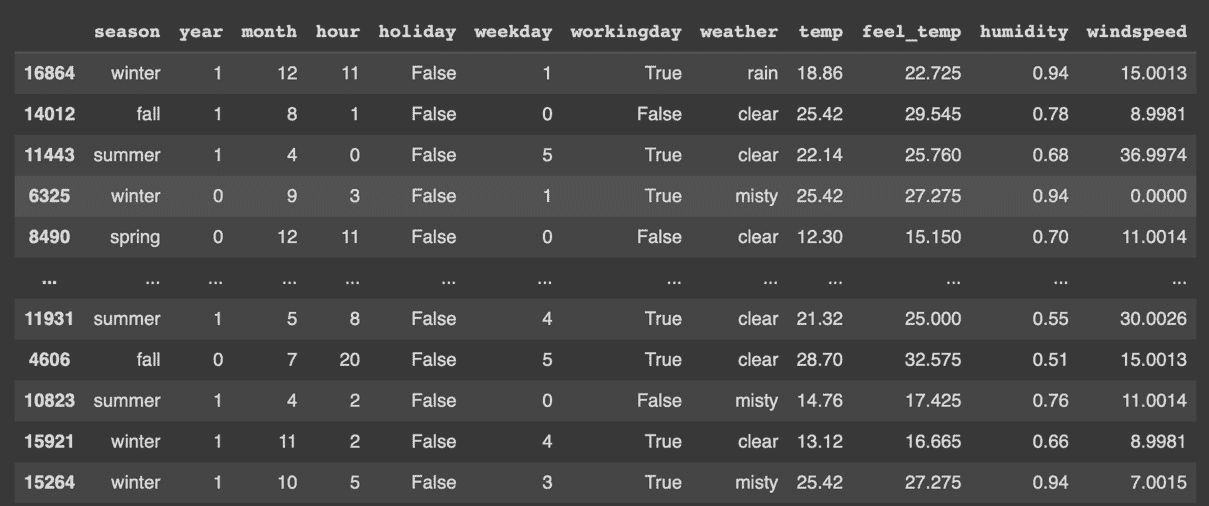 season year month hour holiday weekday workingday weather temp feel_temp humidity windspeed
16864 winter 1 12 11 False 1 True rain 18.86 22.725 0.94 15.0013
14012 fall 1 8 1 False 0 False clear 25.42 29.545 0.78 8.9981
11443 summer 1 4 0 False 5 True clear 22.14 25.760 0.68 36.9974
6325 winter 0 9 3 False 1 True misty 25.42 27.275 0.94 0.0000
8490 spring 0 12 11 False 0 False clear 12.30 15.150 0.70 11.0014
... ... ... ... ... ... ... ... ... ... ... ... ...
11931 summer 1 5 8 False 4 True clear 21.32 25.000 0.55 30.0026
4606 fall 0 7 20 False 5 True clear 28.70 32.575 0.51 15.0013
10823 summer 1 4 2 False 0 False misty 14.76 17.425 0.76 11.0014
15921 winter 1 11 2 False 4 True clear 13.12 16.665 0.66 8.9981
15264 winter 1 10 5 False 3 True misty 25.42 27.275 0.94 7.0015